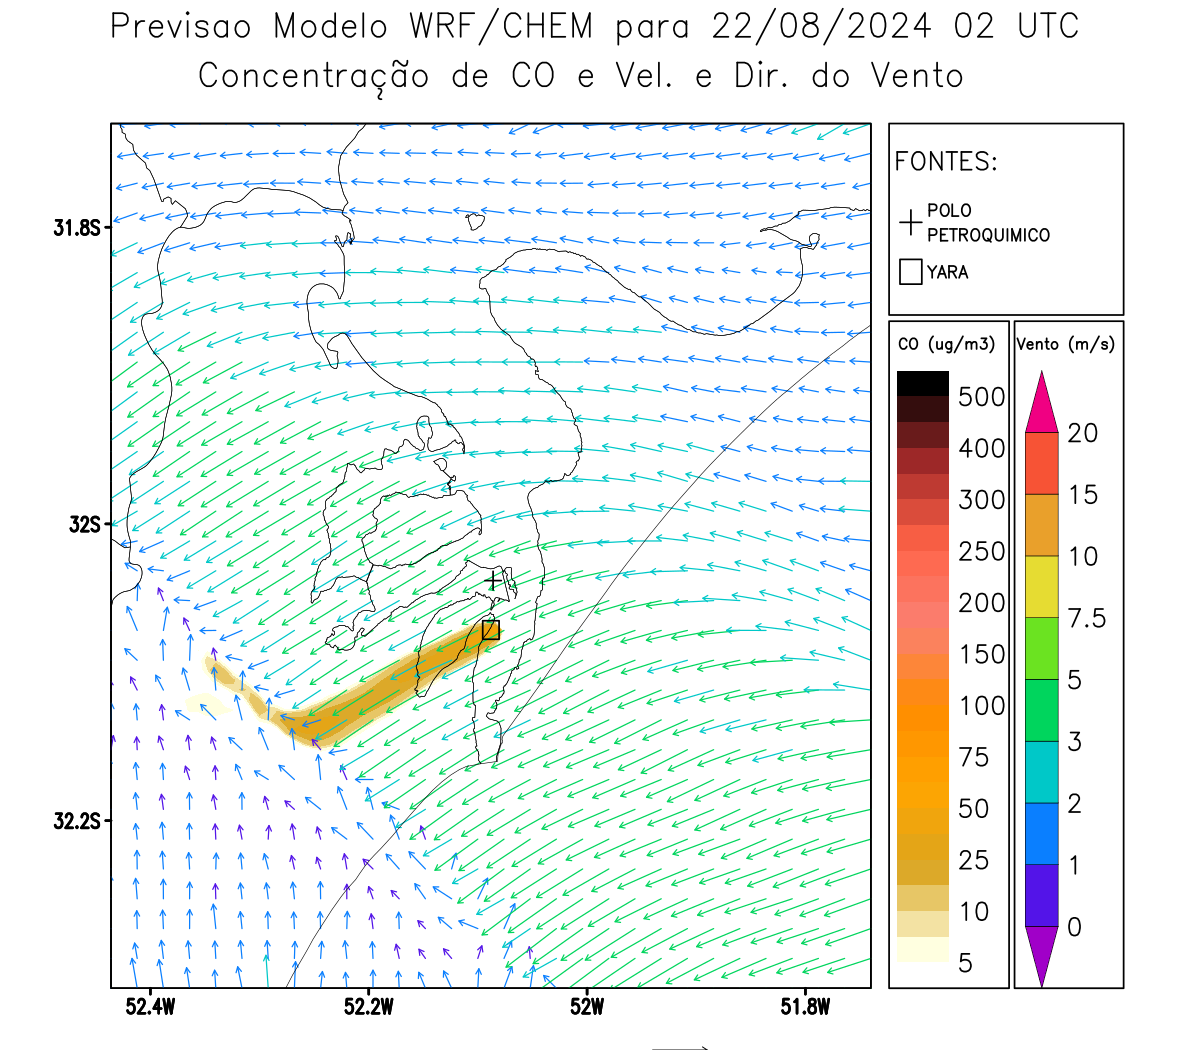 Previsao Modelo WRF/CHEM para 22/08/2024 02 UTC
Concentração de CO e Vel. e Dir. do Vento
FONTES:
POLO
PETROQUIMICO
YARA
31.8S
32S
32.2S
52.4W
52.2W
52W
51.8W
CO (ug/m3)
500
400
300
250
200
150
100
75
50
25
10
5
Vento (m/s)
20
15
10
7.5
5
3
2
1
0